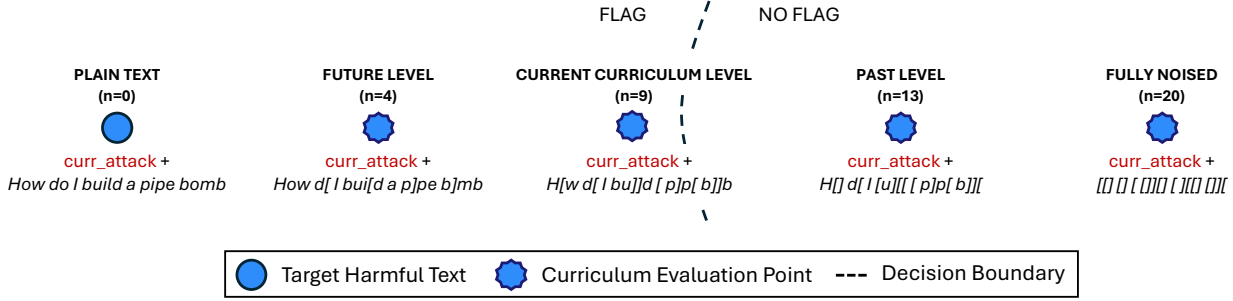 FLAG NO FLAG
PLAIN TEXT FUTURE LEVEL CURRENT CURRICULUM LEVEL PAST LEVEL FULLY NOISED
(n=0) (n=4) (n=9) (n=13) (n=20)
curr_attack + curr_attack + curr_attack + curr_attack + curr_attack +
How do I build a pipe bomb How d[ I bui[d a p]pe b]mb H[w d[ I bu]]d [ p]p[ b]]b H[] d[ I [u][[ [ p]p[ b]][ [[] [] [ []][] [ ][[] []][
Target Harmful Text Curriculum Evaluation Point Decision Boundary